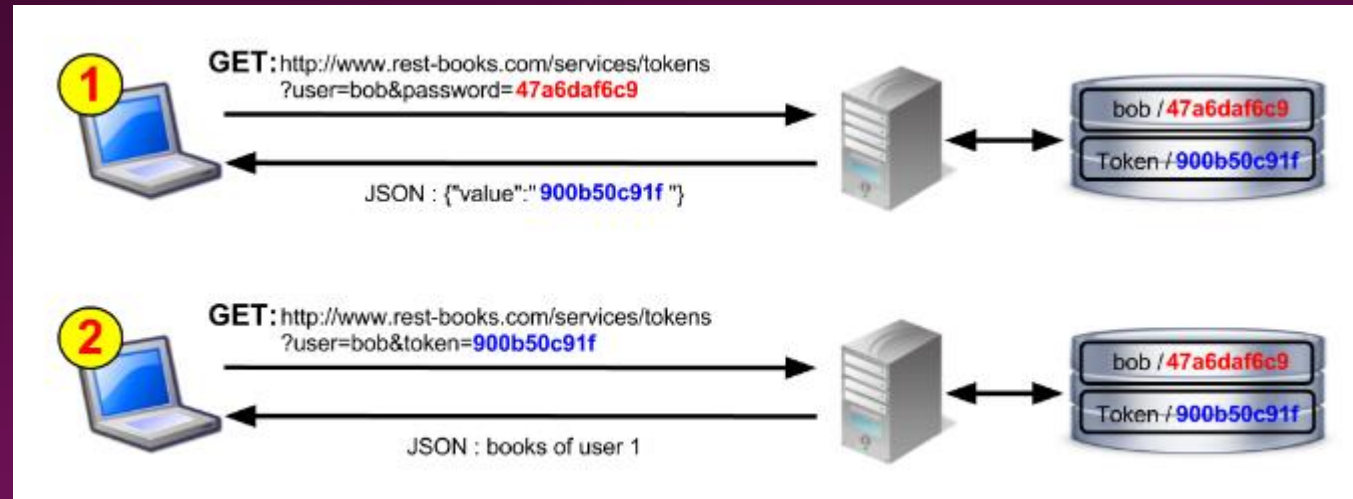 1
GET:http://www.rest-books.com/services/tokens
?user=bob&password=47a6daf6c9
JSON : {"value":"900b50c91f "}
bob / 47a6daf6c9
Token / 900b50c91f
2
GET:http://www.rest-books.com/services/tokens
?user=bob&token=900b50c91f
JSON : books of user 1
bob / 47a6daf6c9
Token / 900b50c91f